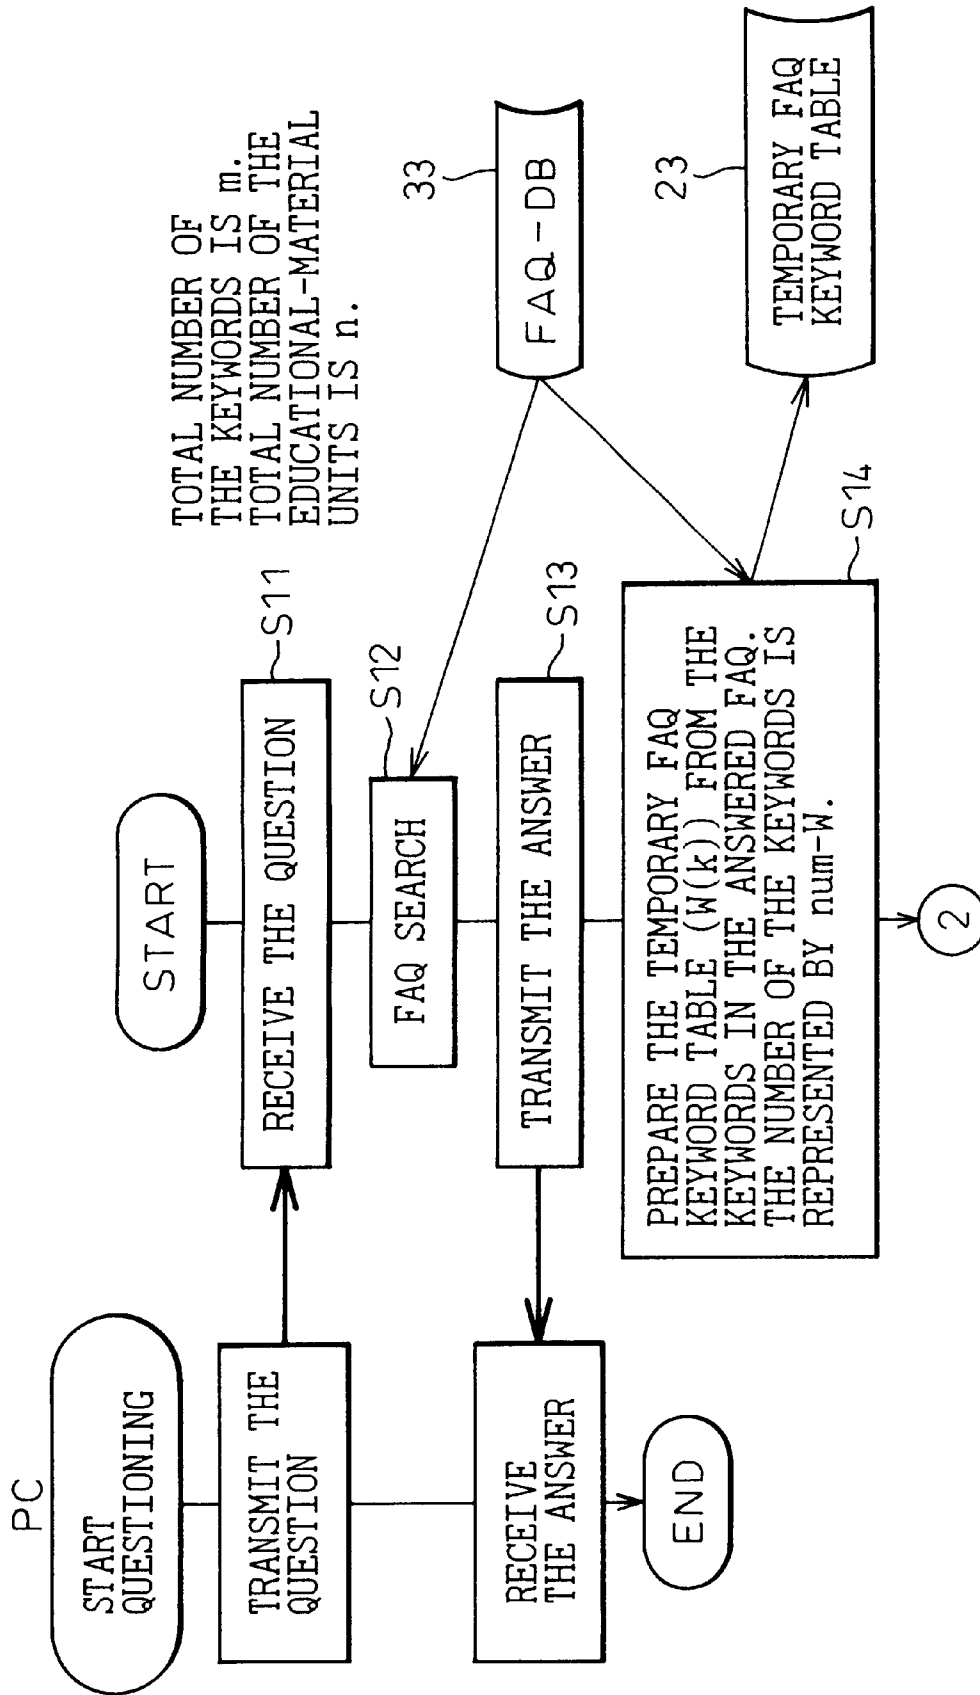 PC
START
QUESTIONING
TRANSMIT THE
QUESTION
RECEIVE
THE ANSWER
END
START
RECEIVE THE QUESTION
S11
FAQ SEARCH
S12
TRANSMIT THE ANSWER
S13
PREPARE THE TEMPORARY FAQ
KEYWORD TABLE (W(k)) FROM THE
KEYWORDS IN THE ANSWERED FAQ.
THE NUMBER OF THE KEYWORDS IS
REPRESENTED BY num-W.
S14
2
TOTAL NUMBER OF
THE KEYWORDS IS m.
TOTAL NUMBER OF THE
EDUCATIONAL-MATERIAL
UNITS IS n.
33
FAQ-DB
23
TEMPORARY FAQ
KEYWORD TABLE